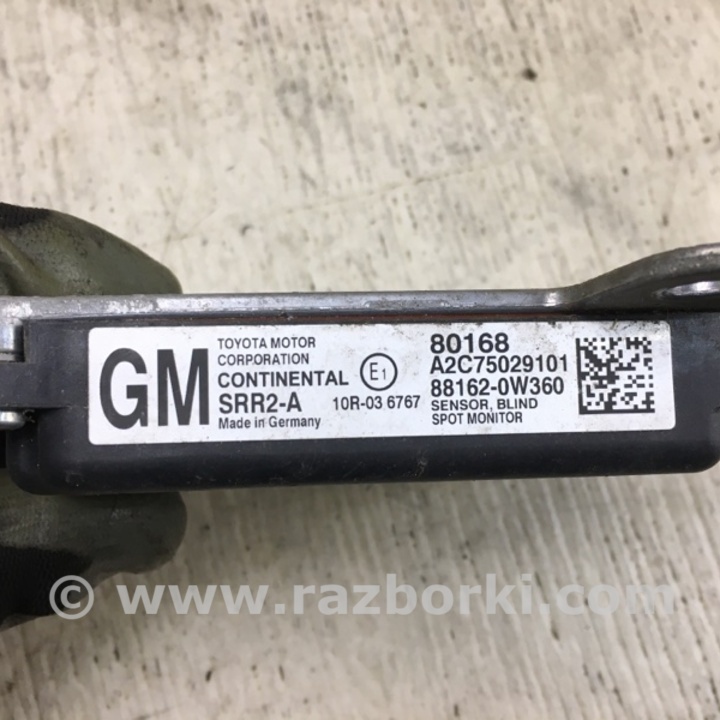 GM
TOYOTA MOTOR
CORPORATION
CONTINENTAL
SRR2-A
Made in Germany
E1
10R-03 6767
80168
A2C75029101
88162-0W360
SENSOR, BLIND
SPOT MONITOR
© www.razborki.com